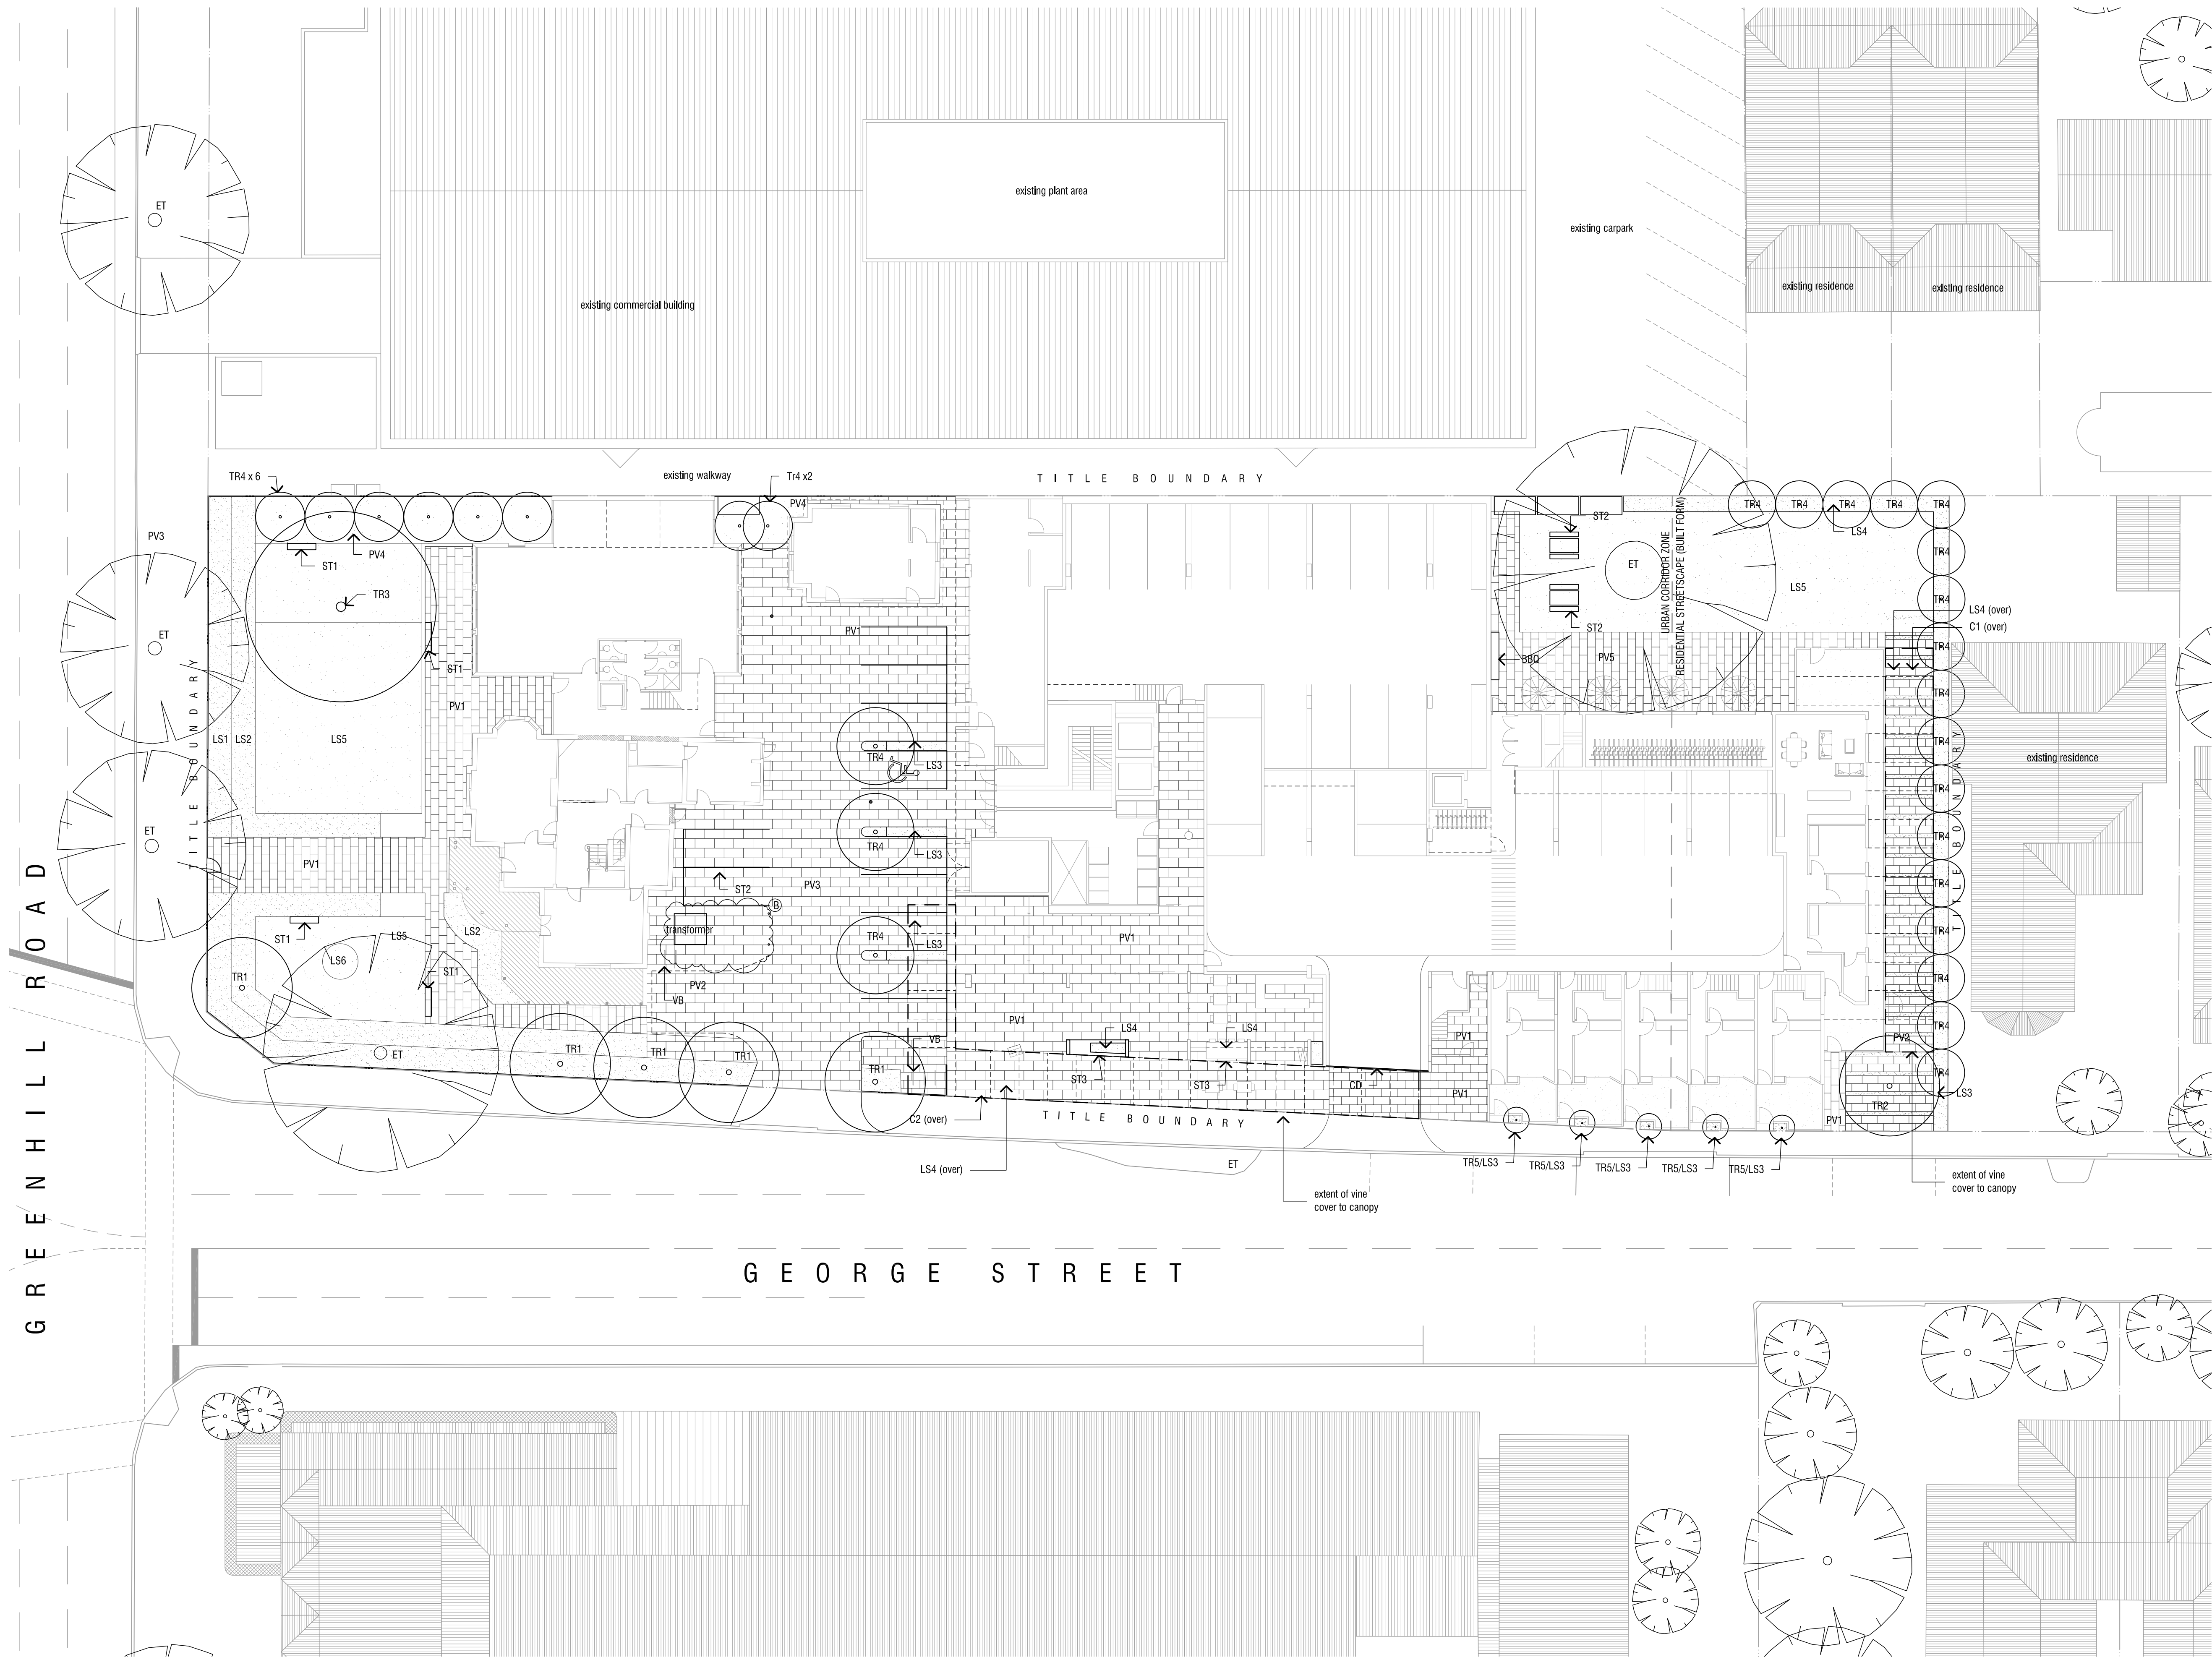 existing plant area
ET
existing carpark
existing residence
existing residence
existing commercial building
TR4 x 6
existing walkway
Tr4 x2
TITLE BOUNDARY
PV4
TR4
TR4
TR4
TR4
TR4
ST2
LS4
PV3
PV4
ST1
TR4
ET
URBAN CORRIDOR ZONE
RESIDENTIAL STREETSCAPE (BUILT FORM)
LS5
TR4
TR3
LS4 (over)
C1 (over)
ET
PV1
ST2
TR4
BBQ
PV5
ST1
TR4
PV1
LS1
LS2
LS5
TITLE BOUNDARY
TR4
TR4
LS3
TITLE BOUNDARY
existing residence
TR4
ET
TR4
LS3
TR4
PV1
ST2
PV3
TR4
B
transformer
TR4
LS3
PV1
TR4
ST1
LS5
LS2
LS6
ST1
TR1
PV2
VB
TR4
PV1
LS4
LS4
TR4
PV1
PV2
VB
ET
TR1
TR1
TR1
TR1
ST3
ST3
CD
PV1
TR4
LS3
TR2
PV1
C2 (over)
TITLE BOUNDARY
LS4 (over)
ET
TR5/LS3
TR5/LS3
TR5/LS3
TR5/LS3
TR5/LS3
extent of vine
cover to canopy
extent of vine
cover to canopy
GREENHILL ROAD
GEORGE STREET